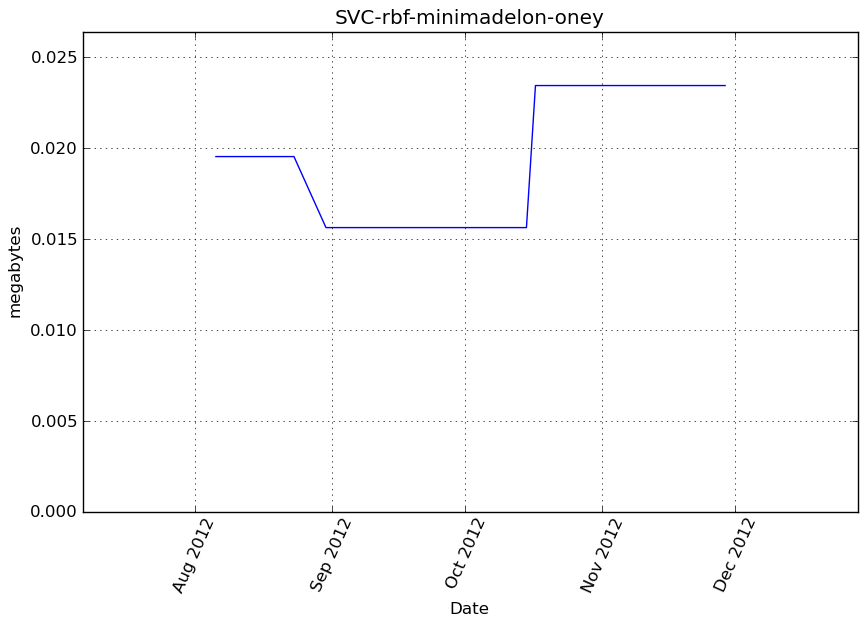 SVC-rbf-minimadelon-oney
0.025
0.020
0.015
0.010
0.005
0.000
megabytes
Aug 2012
Sep 2012
Oct 2012
Nov 2012
Dec 2012
Date